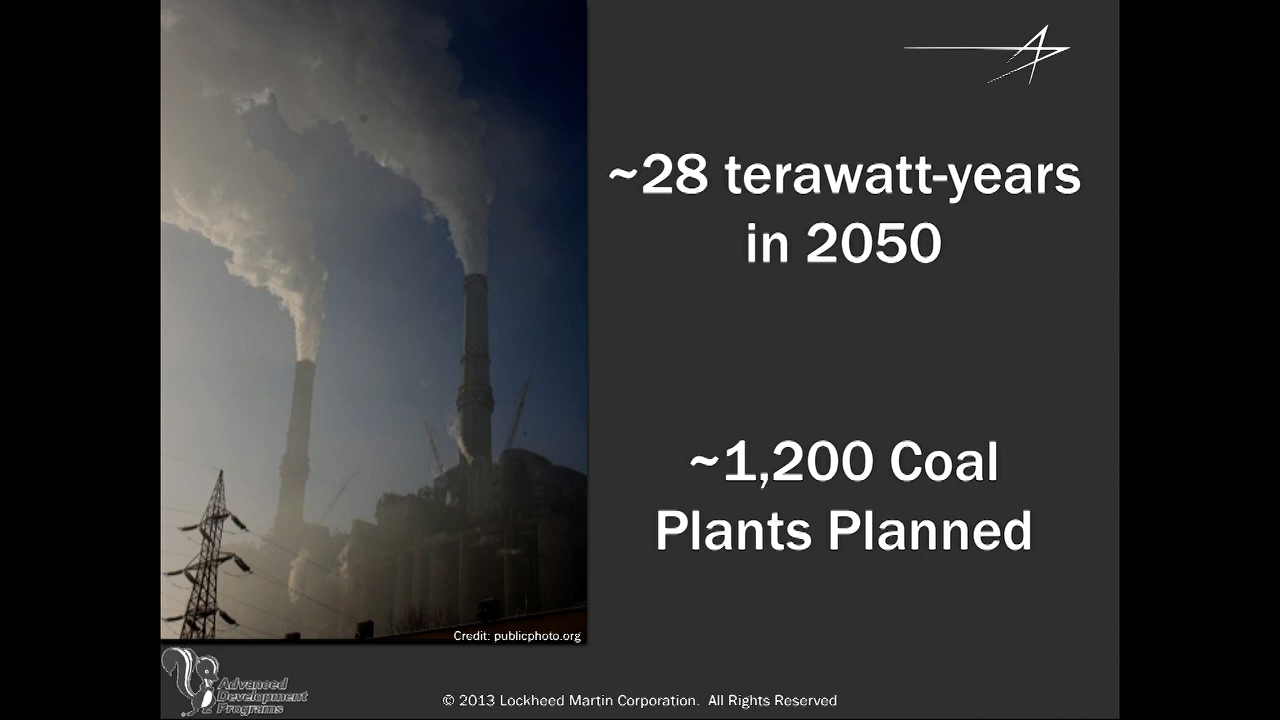 ~28 terawatt-years
in 2050
~1,200 Coal
Plants Planned
Credit: publicphoto.org
Advanced
Development
Programs
© 2013 Lockheed Martin Corporation. All Rights Reserved